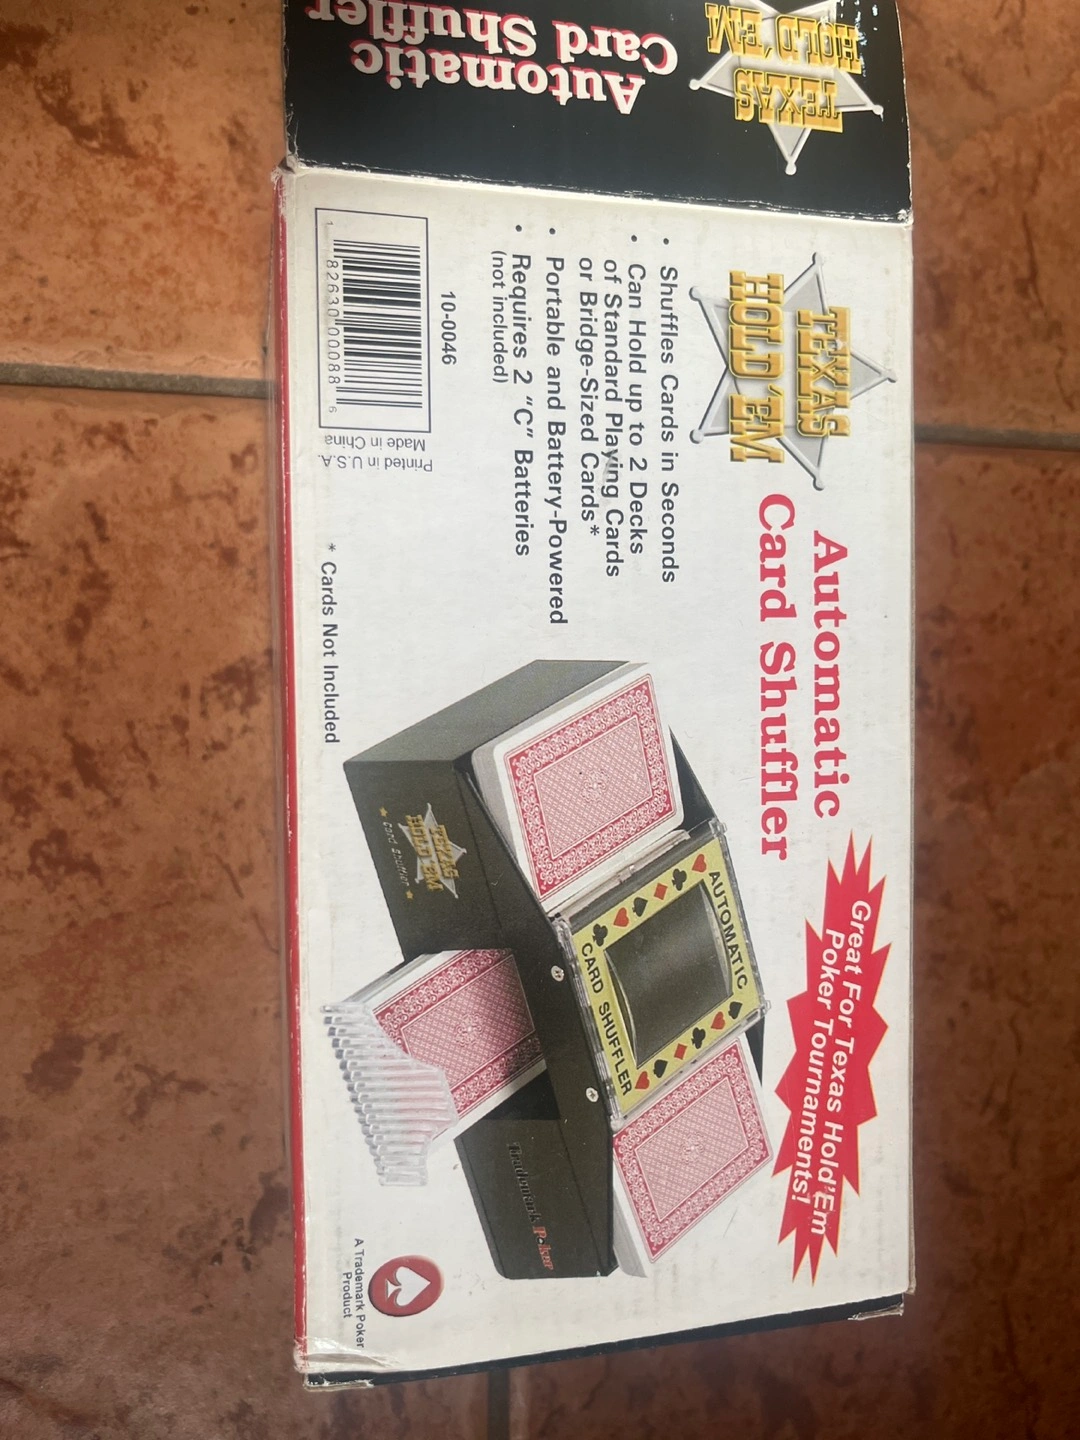 Automatic
Card Shuffler
TEXAS
HOLD 'EM
TEXAS
HOLD 'EM
Automatic
Card Shuffler
Great For Texas Hold'Em
Poker Tournaments!
• Shuffles Cards in Seconds
• Can Hold up to 2 Decks
of Standard Playing Cards
or Bridge-Sized Cards*
• Portable and Battery-Powered
• Requires 2 "C" Batteries
(not included)
10-0046
1 82630 00088 6
Printed in U.S.A.
Made in China
* Cards Not Included
AUTOMATIC
CARD SHUFFLER
TEXAS
HOLD 'EM
Card Shuffler
Trademark Poker
A Trademark Poker
Product